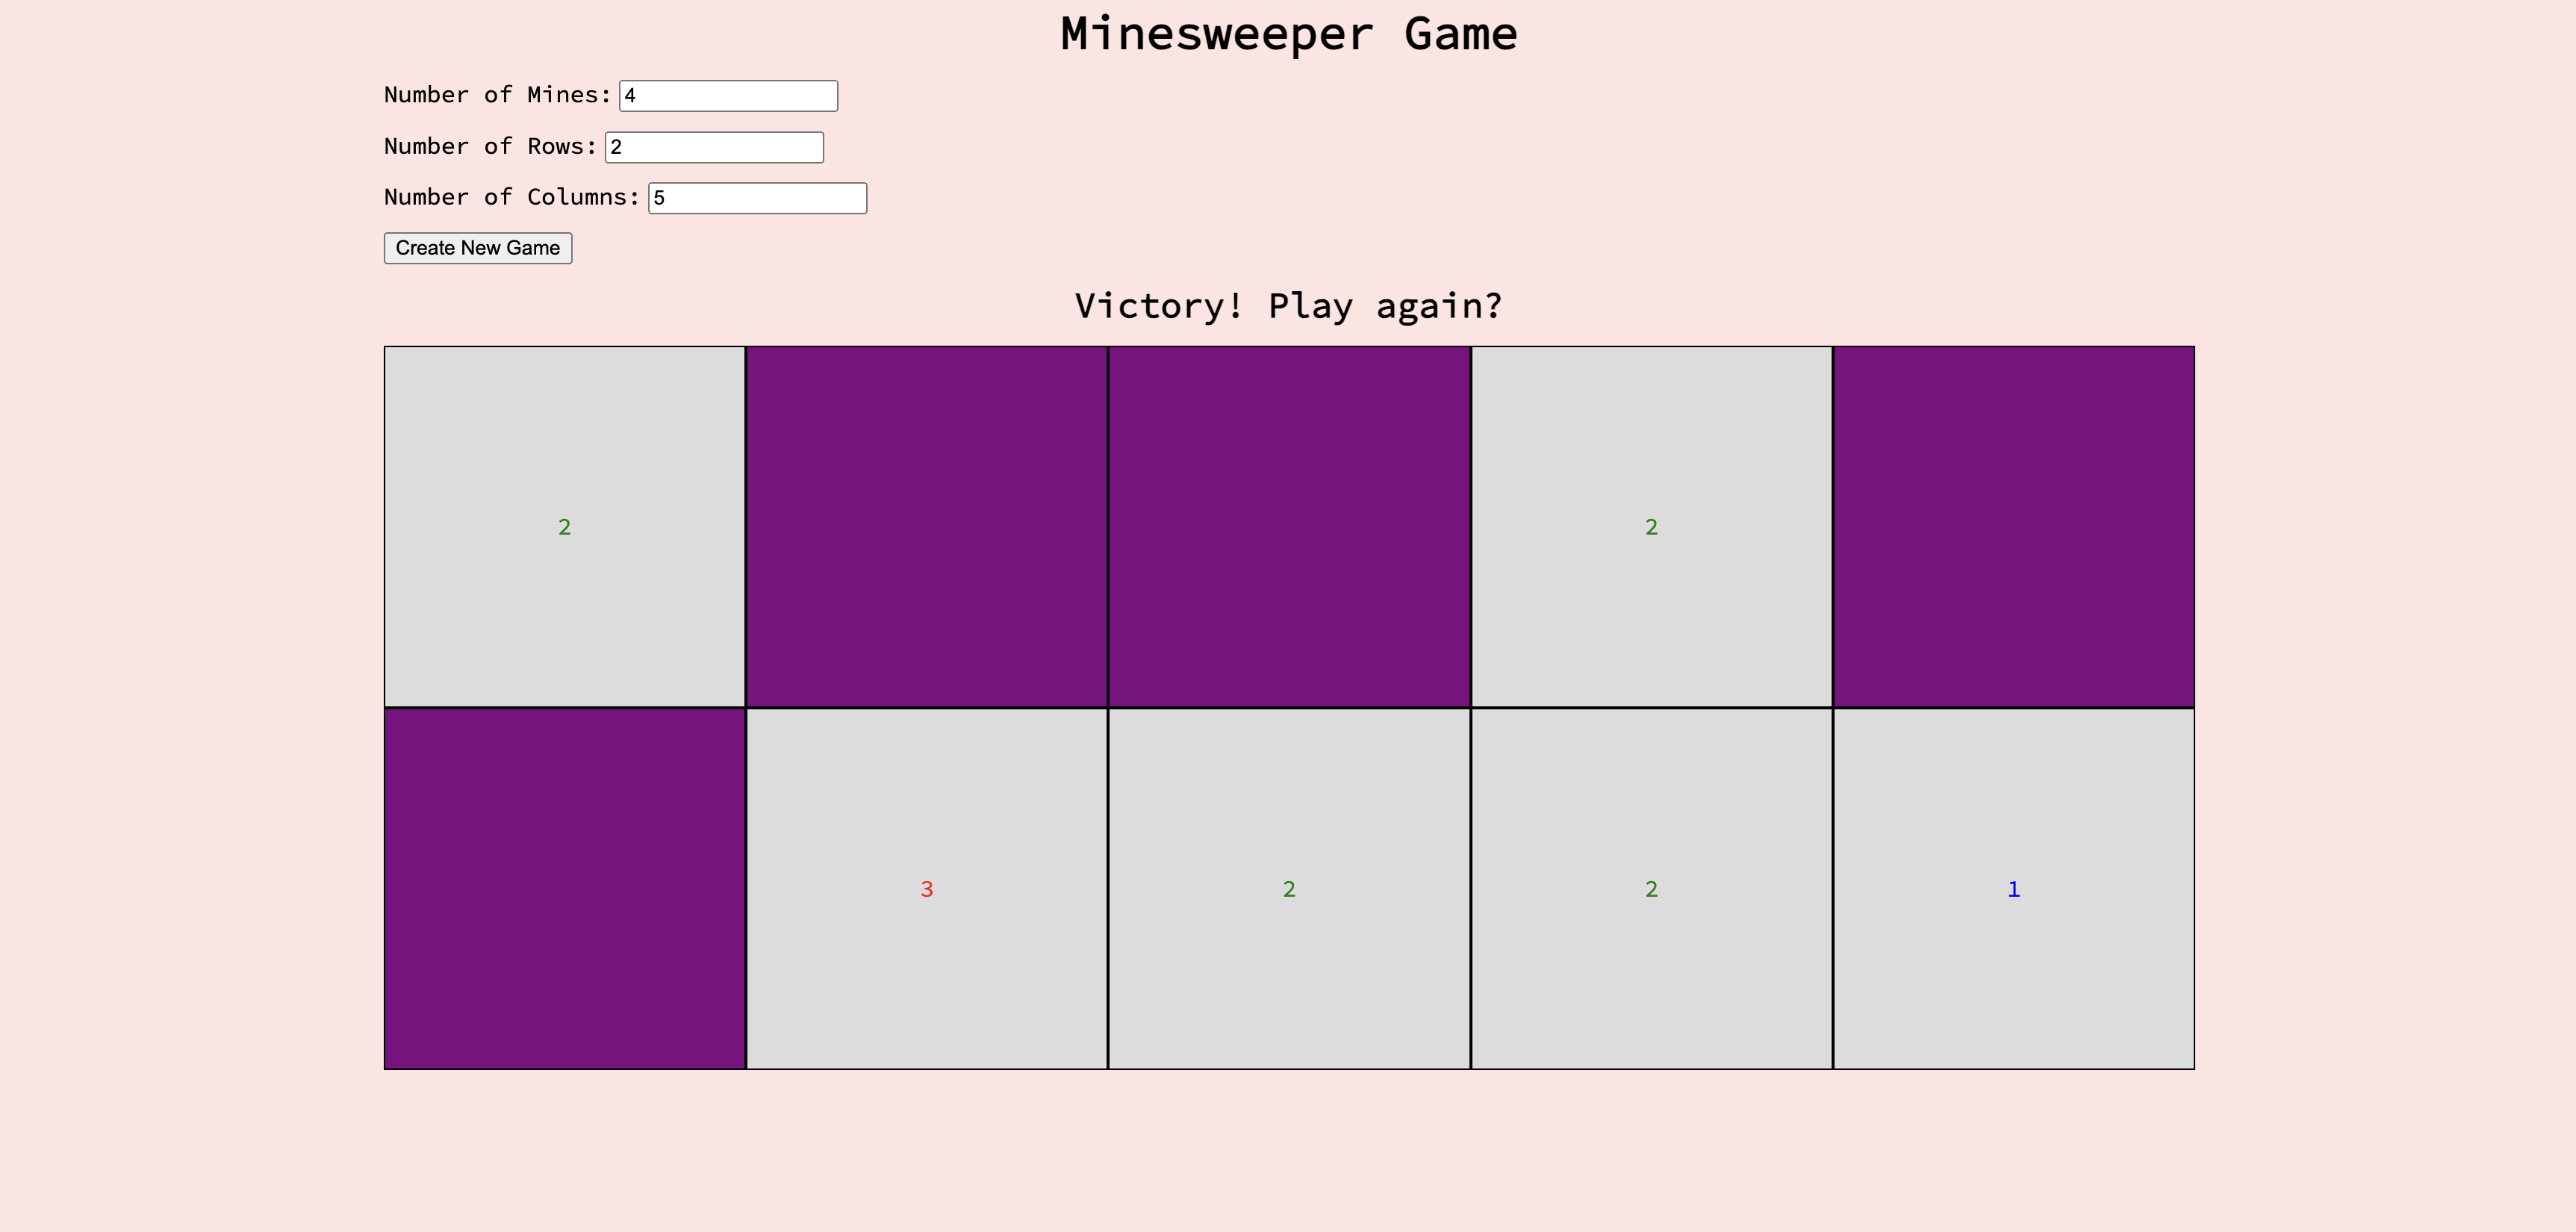 Minesweeper Game
Number of Mines: 4
Number of Rows: 2
Number of Columns: 5
Create New Game
Victory! Play again?
2 2
3 2 2 1